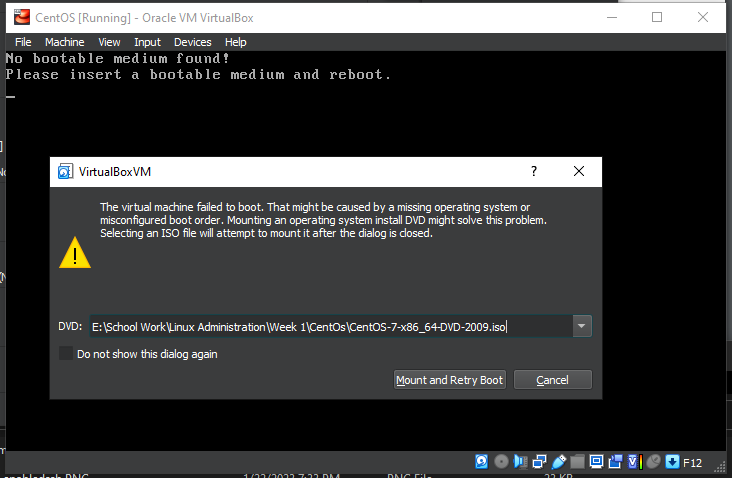 CentOS [Running] - Oracle VM VirtualBox
File Machine View Input Devices Help
No bootable medium found!
Please insert a bootable medium and reboot.
VirtualBoxVM
?
The virtual machine failed to boot. That might be caused by a missing operating system or
misconfigured boot order. Mounting an operating system install DVD might solve this problem.
Selecting an ISO file will attempt to mount it after the dialog is closed.
DVD: E:\School Work\Linux Administration\Week 1\CentOs\CentOS-7-x86_64-DVD-2009.iso
Do not show this dialog again
Mount and Retry Boot Cancel
F12